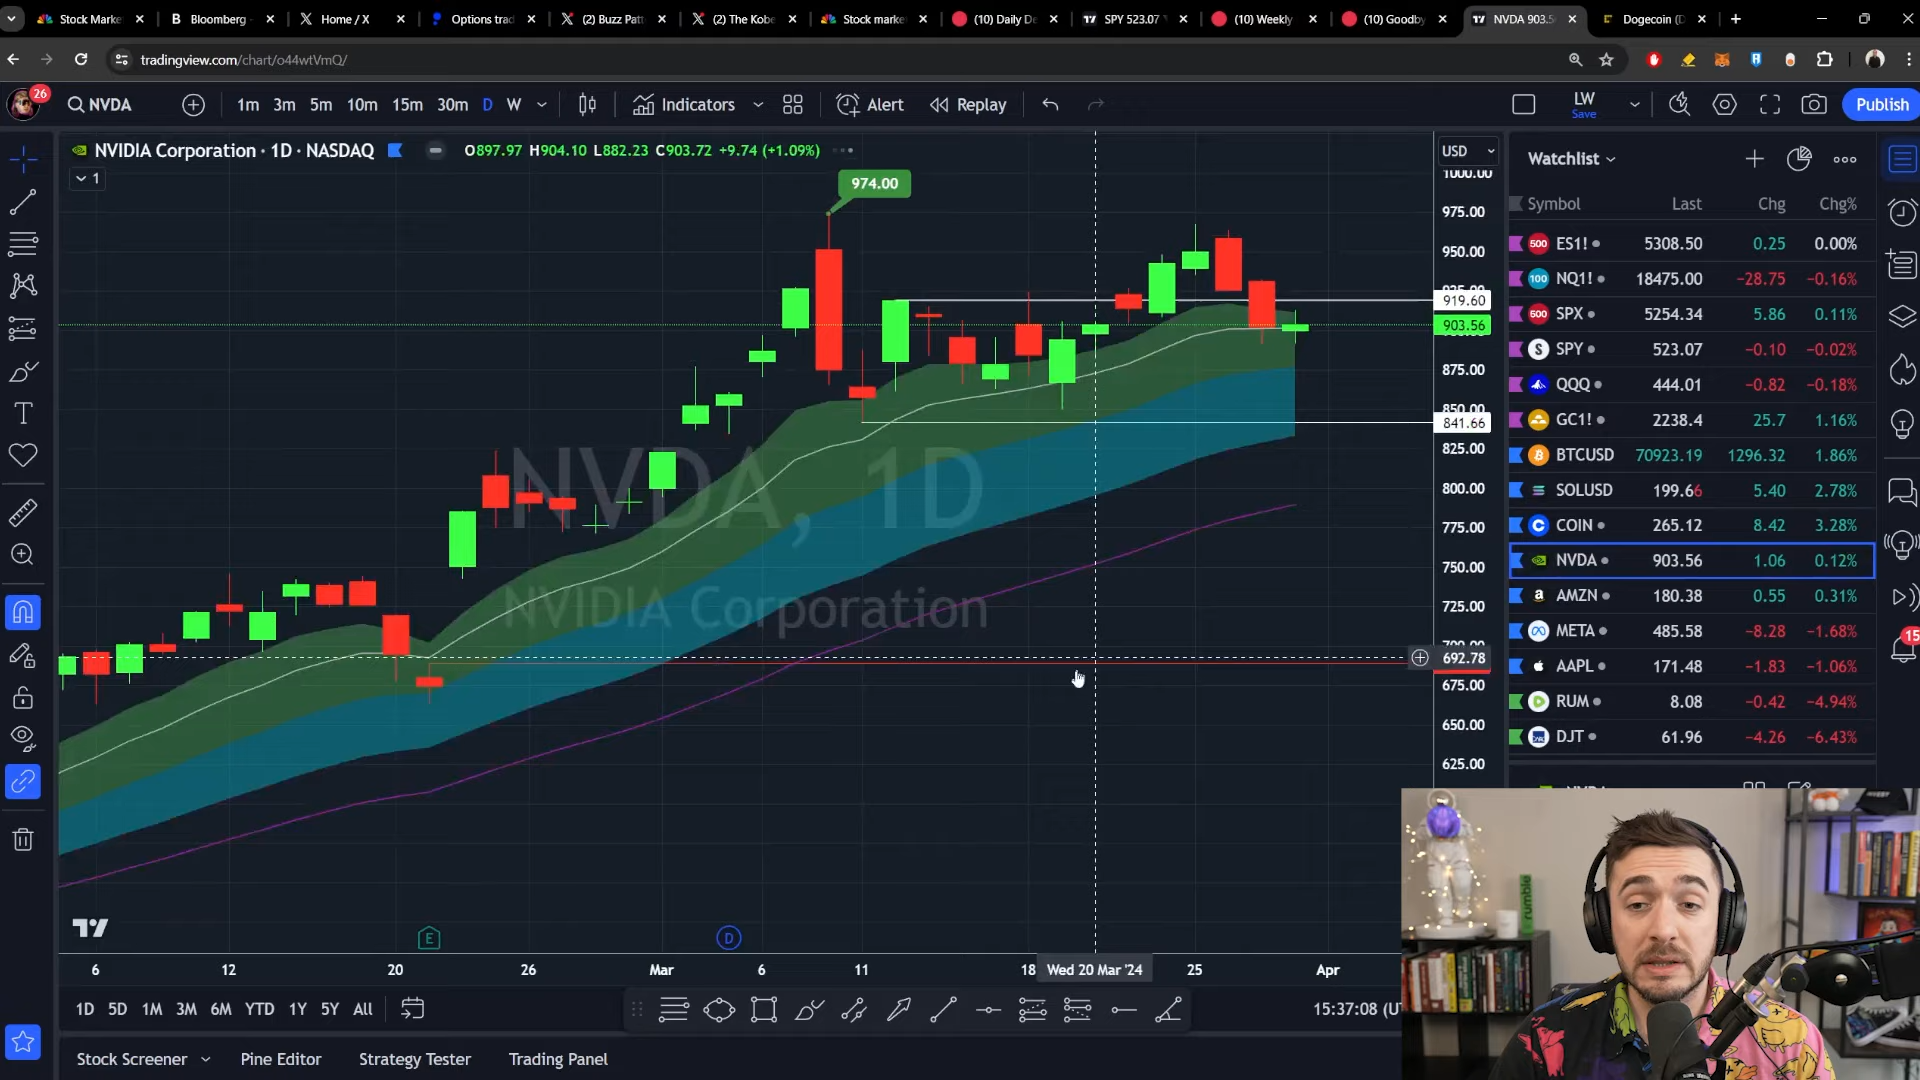 Stock Marke
Bloomberg -
Home / X
Options trad
(2) Buzz Patt
(2) The Kobe
Stock marke
(10) Daily De
SPY 523.07
(10) Weekly
(10) Goodby
NVDA 903.5
Dogecoin (D
tradingview.com/chart/o44wtVmQ/
26
NVDA
1m 3m 5m 10m 15m 30m D W
Indicators
Alert
Replay
LW
Save
Publish
NVIDIA Corporation · 1D · NASDAQ
O897.97 H904.10 L882.23 C903.72 +9.74 (+1.09%)
1
974.00
NVDA, 1D
NVIDIA Corporation
USD
1000.00
975.00
950.00
925.00
919.60
903.56
875.00
850.00
841.66
825.00
800.00
775.00
750.00
725.00
700.00
692.78
675.00
650.00
625.00
E
D
6 12 20 26 Mar 6 11 18 Wed 20 Mar '24 25 Apr
Watchlist
Symbol Last Chg Chg%
500 ES1! 5308.50 0.25 0.00%
100 NQ1! 18475.00 −28.75 −0.16%
500 SPX 5254.34 5.86 0.11%
S SPY 523.07 −0.10 −0.02%
QQQ 444.01 −0.82 −0.18%
GC1! 2238.4 25.7 1.16%
BTCUSD 70923.19 1296.32 1.86%
SOLUSD 199.66 5.40 2.78%
COIN 265.12 8.42 3.28%
NVDA 903.56 1.06 0.12%
AMZN 180.38 0.55 0.31%
META 485.58 −8.28 −1.68%
AAPL 171.48 −1.83 −1.06%
RUM 8.08 −0.42 −4.94%
DJT 61.96 −4.26 −6.43%
15
rumble
1D 5D 1M 3M 6M YTD 1Y 5Y All
15:37:08 (UT
Stock Screener
Pine Editor
Strategy Tester
Trading Panel